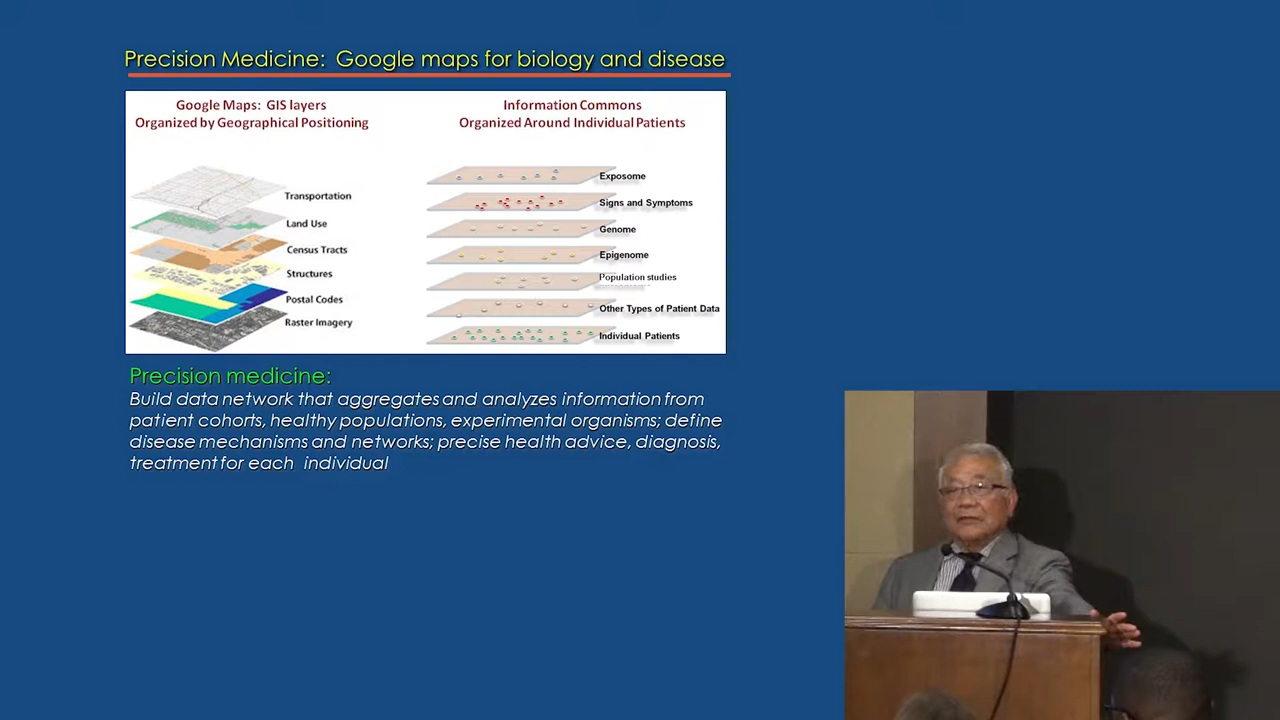 Precision Medicine: Google maps for biology and disease
Google Maps: GIS layers
Organized by Geographical Positioning
Transportation
Land Use
Census Tracts
Structures
Postal Codes
Raster Imagery
Information Commons
Organized Around Individual Patients
Exposome
Signs and Symptoms
Genome
Epigenome
Population studies
Other Types of Patient Data
Individual Patients
Precision medicine:
Build data network that aggregates and analyzes information from
patient cohorts, healthy populations, experimental organisms; define
disease mechanisms and networks; precise health advice, diagnosis,
treatment for each individual